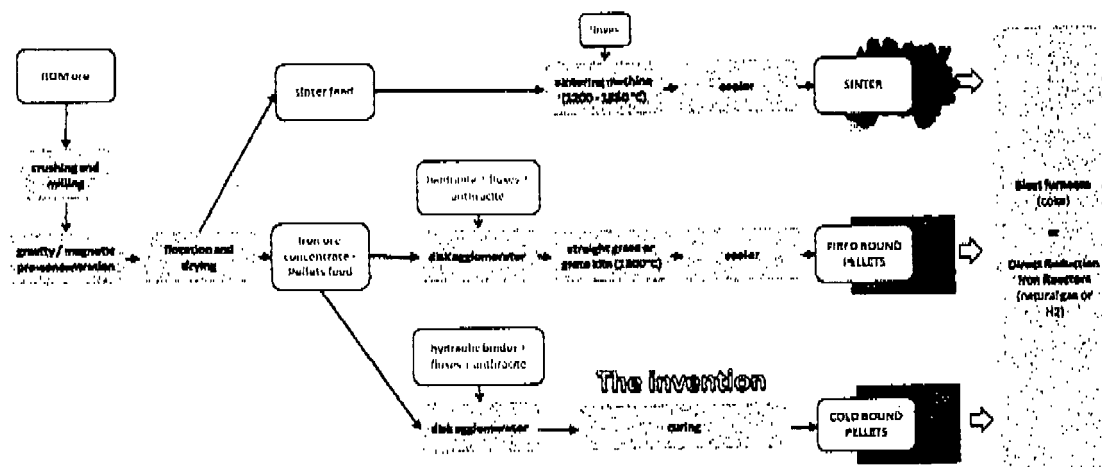 ROM ore
crushing and
milling
gravity / magnetic
pre-concentration
flotation and
drying
sinter feed
fluxes
sintering machine
cooler
SINTER
Iron ore
concentrate -
Pellets feed
bentonite + fluxes +
anthracite
disk agglomerator
straight grate or
grate kiln (1300°C)
cooler
FIRED BOUND
PELLETS
hydraulic binder +
fluxes + anthracite
disk agglomerator
The invention
curing
COLD BOUND
PELLETS
Blast furnaces
(coke)
or
Direct Reduction
Iron Reactors
(natural gas or
H2)